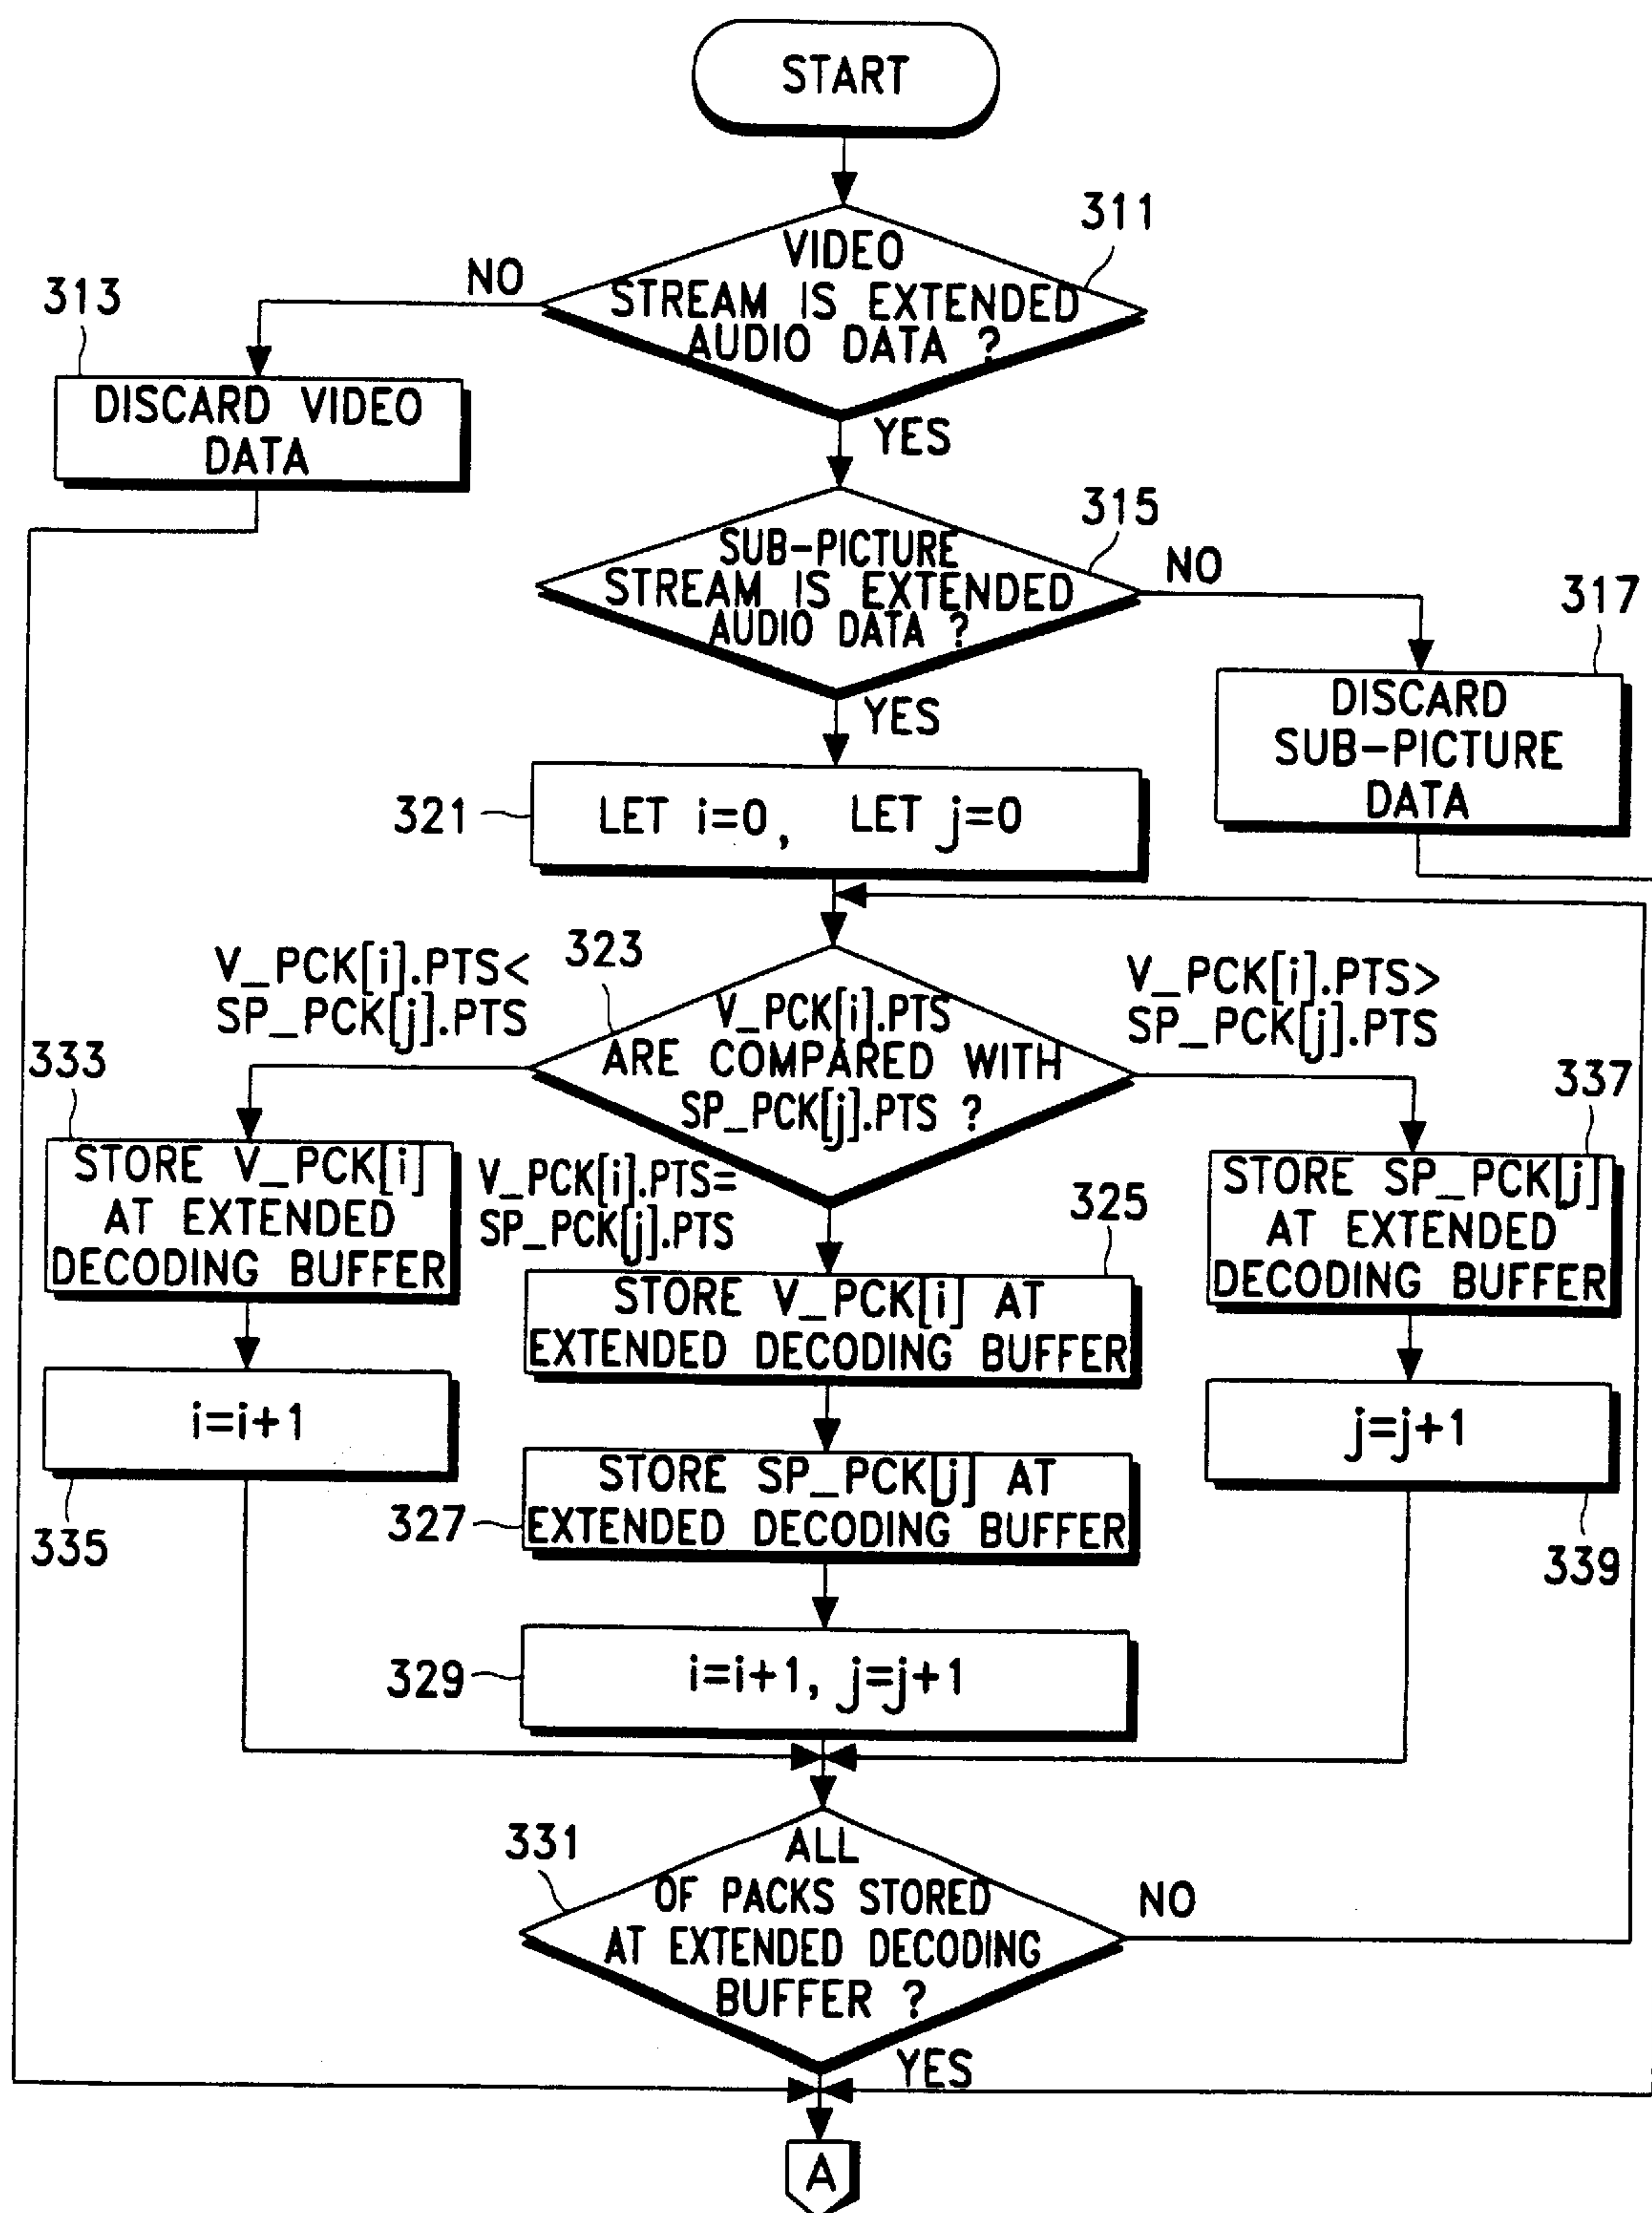 START
311
VIDEO
STREAM IS EXTENDED
AUDIO DATA ?
NO
313
DISCARD VIDEO
DATA
YES
315
SUB-PICTURE
STREAM IS EXTENDED
AUDIO DATA ?
NO
317
DISCARD
SUB-PICTURE
DATA
YES
321
LET i=0, LET j=0
V_PCK[i].PTS<
SP_PCK[j].PTS
323
V_PCK[i].PTS
ARE COMPARED WITH
SP_PCK[j].PTS ?
V_PCK[i].PTS>
SP_PCK[j].PTS
333
STORE V_PCK[i]
AT EXTENDED
DECODING BUFFER
V_PCK[i].PTS=
SP_PCK[j].PTS
337
STORE SP_PCK[j]
AT EXTENDED
DECODING BUFFER
325
STORE V_PCK[i] AT
EXTENDED DECODING BUFFER
i=i+1
335
327
STORE SP_PCK[j] AT
EXTENDED DECODING BUFFER
j=j+1
339
329
i=i+1, j=j+1
331
ALL
OF PACKS STORED
AT EXTENDED DECODING
BUFFER ?
NO
YES
A